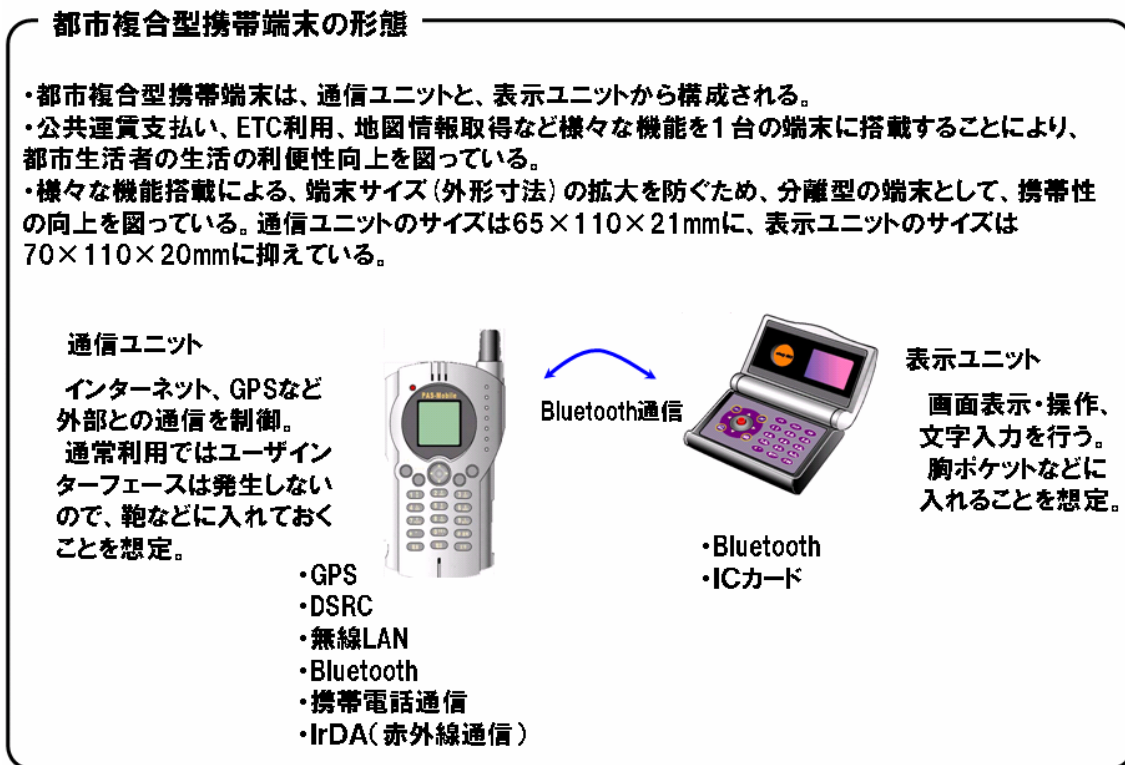 都市複合型携帯端末の形態
・都市複合型携帯端末は、通信ユニットと、表示ユニットから構成される。
・公共運賃支払い、ETC利用、地図情報取得など様々な機能を1台の端末に搭載することにより、
都市生活者の生活の利便性向上を図っている。
・様々な機能搭載による、端末サイズ(外形寸法)の拡大を防ぐため、分離型の端末として、携帯性
の向上を図っている。通信ユニットのサイズは65×110×21mmに、表示ユニットのサイズは
70×110×20mmに抑えている。
通信ユニット
インターネット、GPSなど
外部との通信を制御。
通常利用ではユーザイン
ターフェースは発生しない
ので、鞄などに入れておく
ことを想定。
PAS-Mobile
・GPS
・DSRC
・無線LAN
・Bluetooth
・携帯電話通信
・IrDA(赤外線通信)
Bluetooth通信
表示ユニット
画面表示・操作、
文字入力を行う。
胸ポケットなどに
入れることを想定。
・Bluetooth
・ICカード